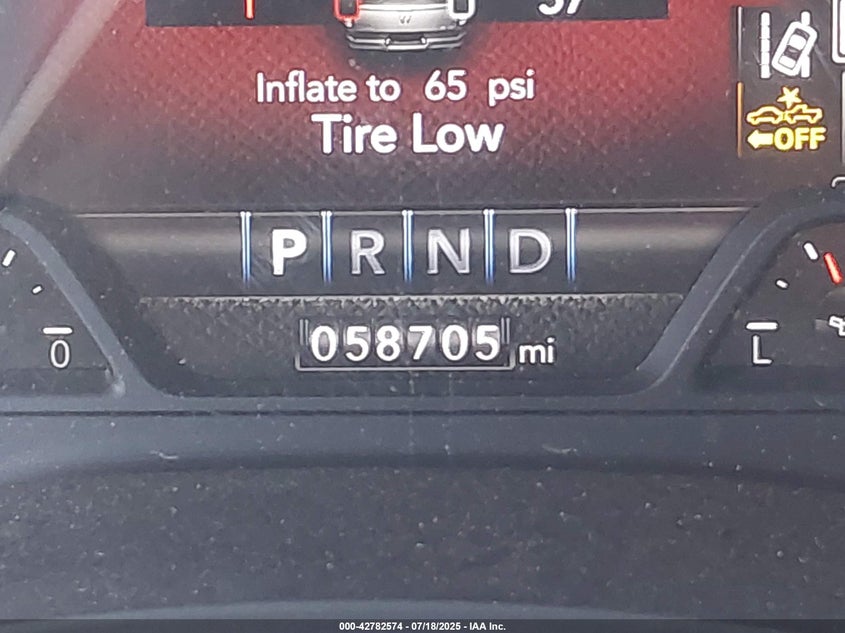 Inflate to 65 psi
Tire Low
OFF
P R N D
058705 mi
0
L
000-42782574 - 07/18/2025 - IAA Inc.